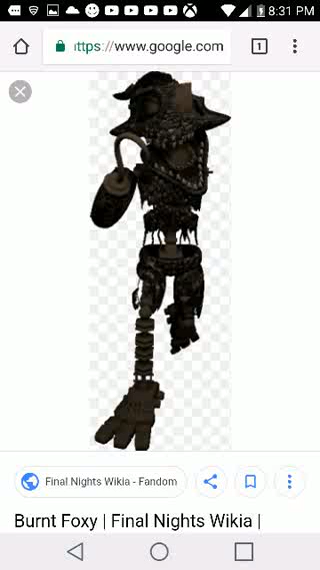 8:31 PM
ttps://www.google.com
1
Final Nights Wikia - Fandom
Burnt Foxy | Final Nights Wikia |